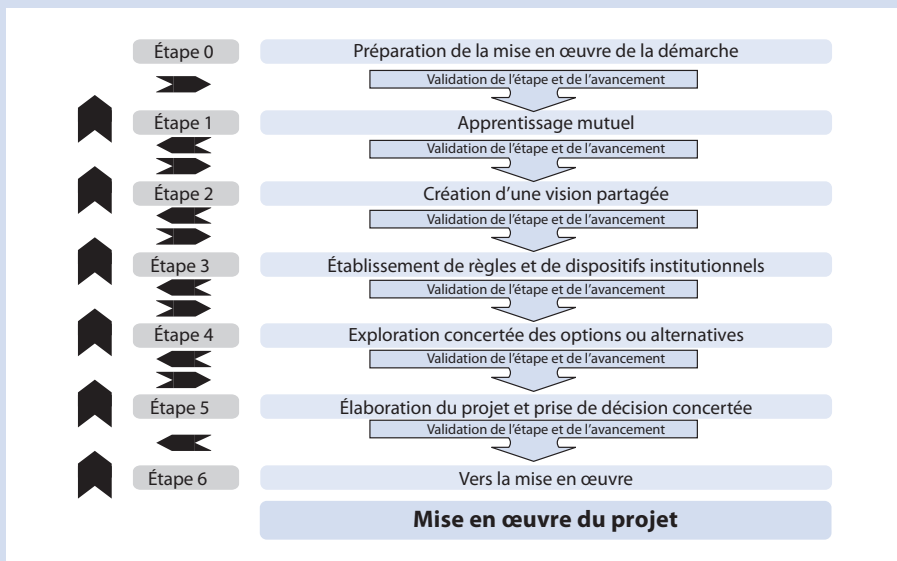 Étape 0
Préparation de la mise en œuvre de la démarche
Validation de l'étape et de l'avancement
Étape 1
Apprentissage mutuel
Validation de l'étape et de l'avancement
Étape 2
Création d'une vision partagée
Validation de l'étape et de l'avancement
Étape 3
Établissement de règles et de dispositifs institutionnels
Validation de l'étape et de l'avancement
Étape 4
Exploration concertée des options ou alternatives
Validation de l'étape et de l'avancement
Étape 5
Élaboration du projet et prise de décision concertée
Validation de l'étape et de l'avancement
Étape 6
Vers la mise en œuvre
Mise en œuvre du projet